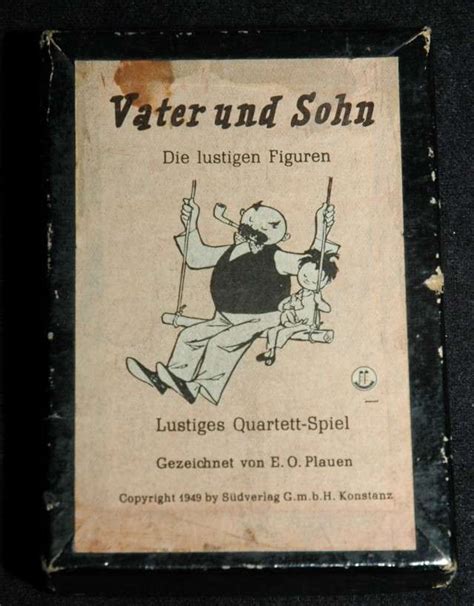 Vater und Sohn
Die lustigen Figuren
Lustiges Quartett-Spiel
Gezeichnet von E. O. Plauen
Copyright 1949 by Südverlag G.m.b.H. Konstanz